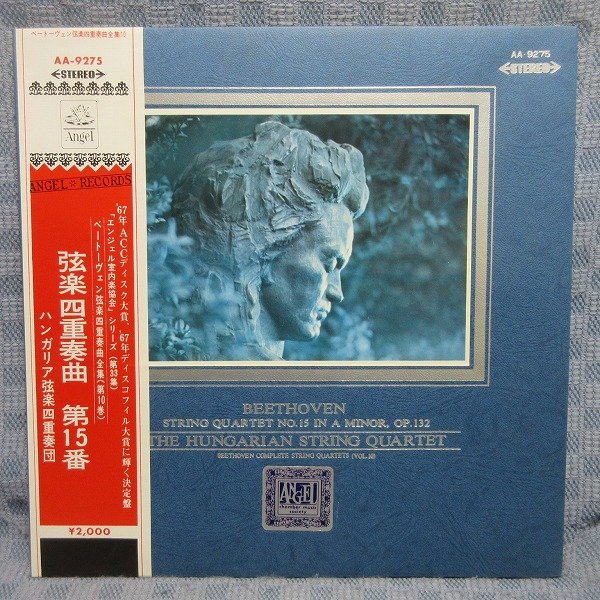 ベートーヴェン弦楽四重奏曲全集10
AA-9275
STEREO
Angel
ANGEL☆RECORDS
'67年ACCディスク大賞、'67年ディスコフィル大賞に輝く決定盤
「エンジェル室内楽協会」シリーズ(第33集)
ベートーヴェン弦楽四重奏曲全集(第10巻)
弦楽四重奏曲 第15番
ハンガリア弦楽四重奏団
¥2,000
AA-9275
STEREO
BEETHOVEN
STRING QUARTET NO.15 IN A MINOR, OP.132
THE HUNGARIAN STRING QUARTET
BEETHOVEN COMPLETE STRING QUARTETS (VOL.10)
ANGEL
chamber music
society